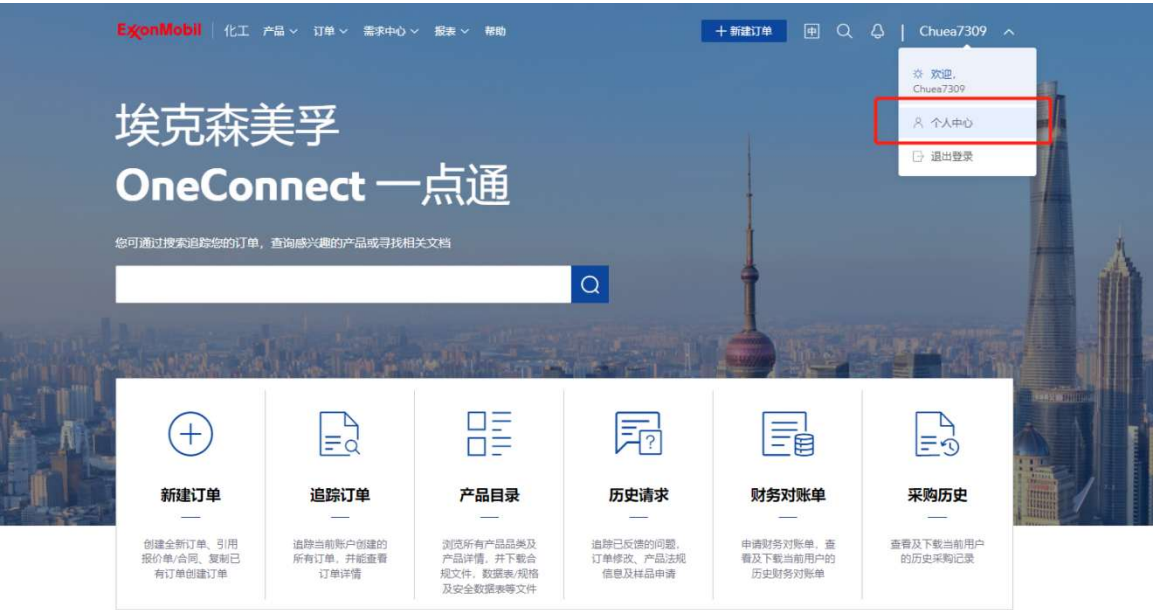 ExxonMobil 化工 产品 订单 需求中心 报表 帮助 新建订单 中 Chuea7309
欢迎,
Chuea7309
个人中心
退出登录
埃克森美孚
OneConnect 一点通
您可通过搜索追踪您的订单，查询感兴趣的产品或寻找相关文档
新建订单
创建全新订单、引用
报价单/合同、复制已
有订单创建订单
追踪订单
追踪当前账户创建的
所有订单，并能查看
订单详情
产品目录
浏览所有产品品类及
产品详情，并下载合
规文件，数据表/规格
及安全数据表等文件
历史请求
追踪已反馈的问题，
订单修改、产品法规
信息及样品申请
财务对账单
申请财务对账单，查
看及下载当前用户的
历史财务对账单
采购历史
查看及下载当前用户
的历史采购记录